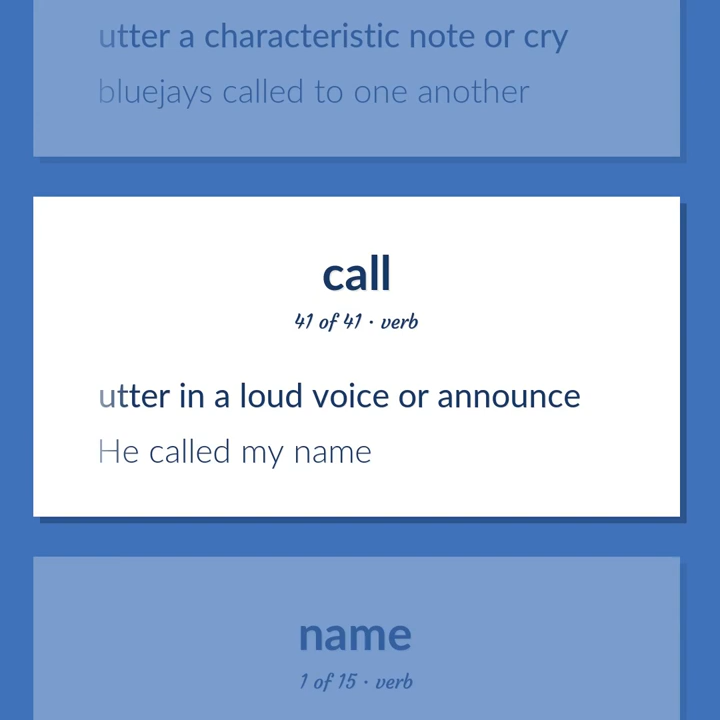 utter a characteristic note or cry
bluejays called to one another
call
41 of 41 · verb
utter in a loud voice or announce
He called my name
name
1 of 15 · verb